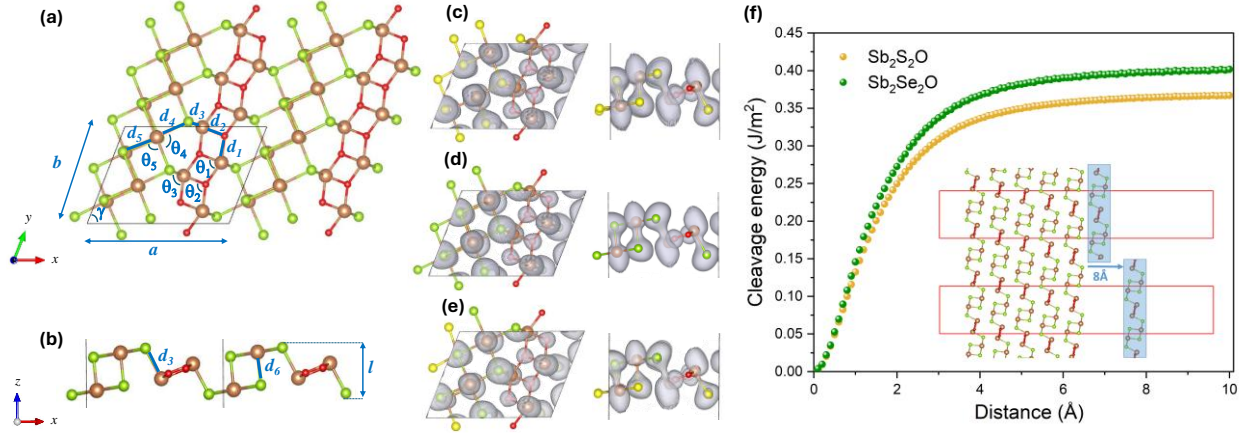 (a)
d₃
d₄
d₂
d₅
d₁
θ₄
θ₅
θ₁
θ₃
θ₂
b
γ
a
y
x
(b)
d₃
d₆
l
z
x
(c)
(d)
(e)
(f)
Sb₂S₂O
Sb₂Se₂O
8Å
Cleavage energy (J/m²)
0.45
0.40
0.35
0.30
0.25
0.20
0.15
0.10
0.05
0.00
0 2 4 6 8 10
Distance (Å)